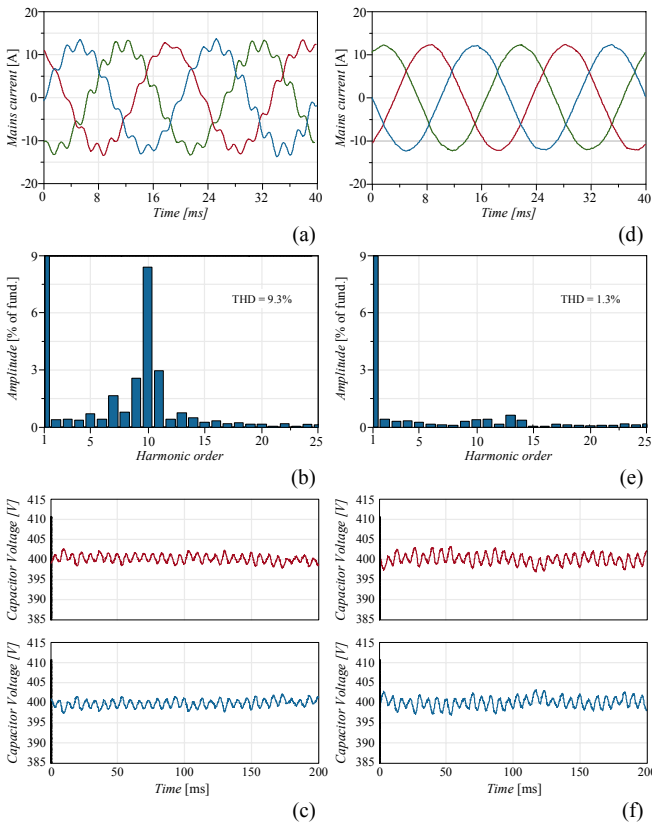 Mains current [A]
20
10
0
-10
-20
0 8 16 24 32 40
Time [ms]
(a)
Mains current [A]
20
10
0
-10
-20
0 8 16 24 32 40
Time [ms]
(d)
Amplitude [% of fund.]
9
6
3
0
THD = 9.3%
1 5 10 15 20 25
Harmonic order
(b)
Amplitude [% of fund.]
9
6
3
0
THD = 1.3%
1 5 10 15 20 25
Harmonic order
(e)
Capacitor Voltage [V]
415
410
405
400
395
390
385
Capacitor Voltage [V]
415
410
405
400
395
390
385
0 50 100 150 200
Time [ms]
(c)
Capacitor Voltage [V]
415
410
405
400
395
390
385
Capacitor Voltage [V]
415
410
405
400
395
390
385
0 50 100 150 200
Time [ms]
(f)